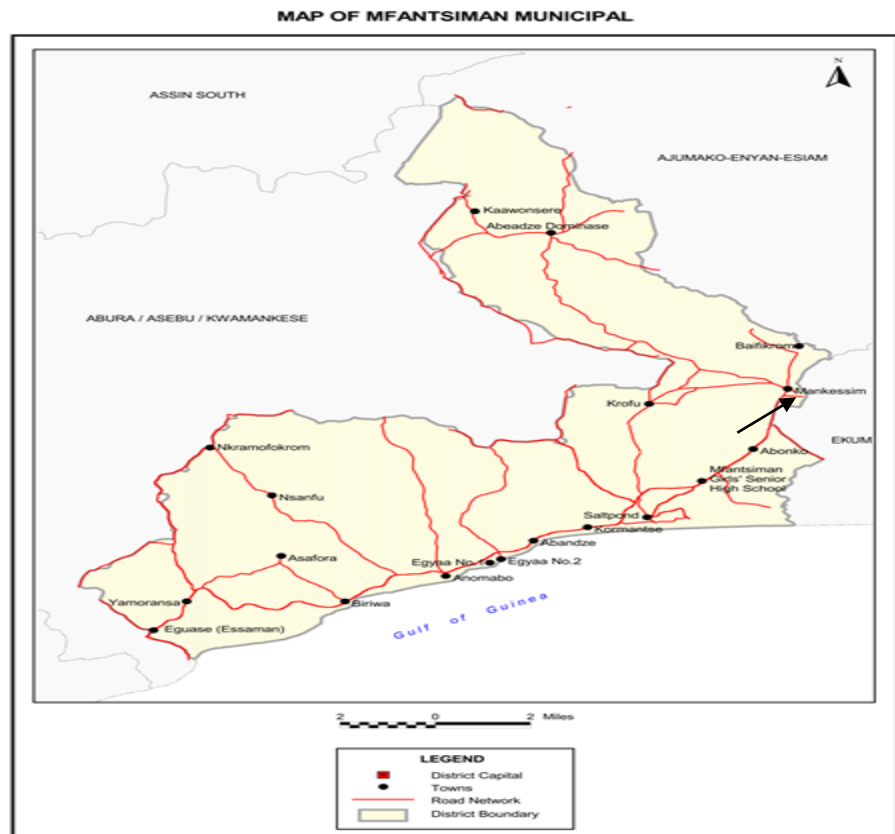 MAP OF MFANTSIMAN MUNICIPAL
N
ASSIN SOUTH
AJUMAKO-ENYAN-ESIAM
Kaawonsere
Abeadze Dominase
ABURA / ASEBU / KWAMANKESE
Baifikrom
Mankessim
Krofu
EKUM
Nkramofokrom
Abonko
Mfantsiman
Girls' Senior
High School
Nsanfu
Saltpond
Kormantse
Abandze
Asafora
Egyaa No.1
Egyaa No.2
Anomabo
Yamoransa
Biriwa
Gulf of Guinea
Eguase (Essaman)
2 0 2 Miles
LEGEND
District Capital
Towns
Road Network
District Boundary